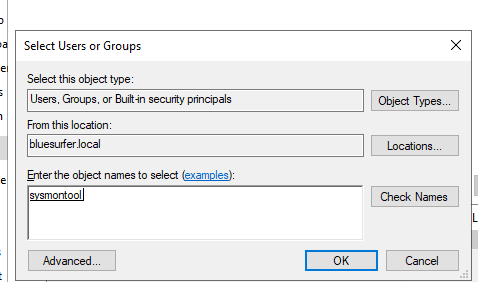 Select Users or Groups
Select this object type:
Users, Groups, or Built-in security principals
Object Types...
From this location:
bluesurfer.local
Locations...
Enter the object names to select (examples):
sysmontool
Check Names
Advanced...
OK
Cancel